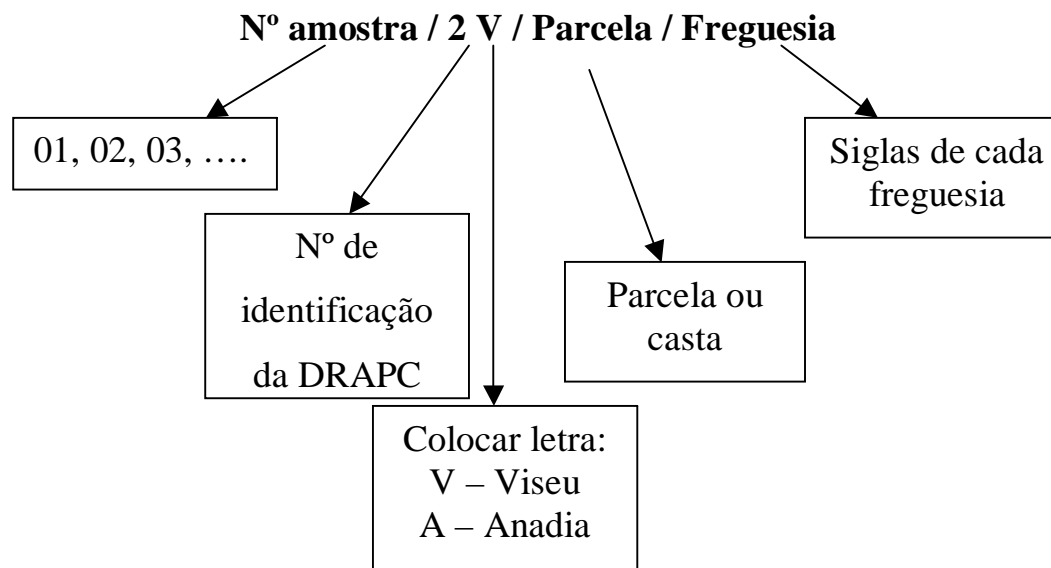 Nº amostra / 2 V / Parcela / Freguesia
01, 02, 03, ….
Siglas de cada
freguesia
Nº de
identificação
da DRAPC
Parcela ou
casta
Colocar letra:
V – Viseu
A – Anadia